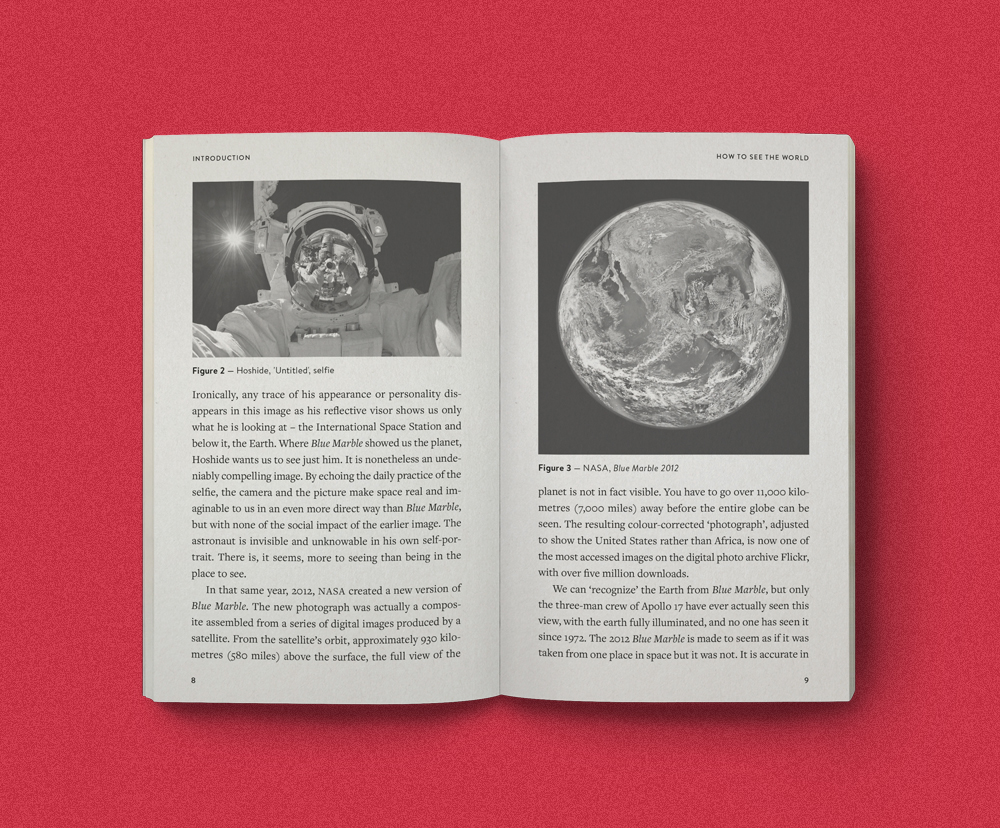 INTRODUCTION
Figure 2 — Hoshide, 'Untitled', selfie
Ironically, any trace of his appearance or personality dis-
appears in this image as his reflective visor shows us only
what he is looking at – the International Space Station and
below it, the Earth. Where Blue Marble showed us the planet,
Hoshide wants us to see just him. It is nonetheless an unde-
niably compelling image. By echoing the daily practice of the
selfie, the camera and the picture make space real and im-
aginable to us in an even more direct way than Blue Marble,
but with none of the social impact of the earlier image. The
astronaut is invisible and unknowable in his own self-por-
trait. There is, it seems, more to seeing than being in the
place to see.
In that same year, 2012, NASA created a new version of
Blue Marble. The new photograph was actually a compos-
ite assembled from a series of digital images produced by a
satellite. From the satellite's orbit, approximately 930 kilo-
metres (580 miles) above the surface, the full view of the
8
HOW TO SEE THE WORLD
Figure 3 — NASA, Blue Marble 2012
planet is not in fact visible. You have to go over 11,000 kilo-
metres (7,000 miles) away before the entire globe can be
seen. The resulting colour-corrected 'photograph', adjusted
to show the United States rather than Africa, is now one of
the most accessed images on the digital photo archive Flickr,
with over five million downloads.
We can 'recognize' the Earth from Blue Marble, but only
the three-man crew of Apollo 17 have ever actually seen this
view, with the earth fully illuminated, and no one has seen it
since 1972. The 2012 Blue Marble is made to seem as if it was
taken from one place in space but it was not. It is accurate in
9